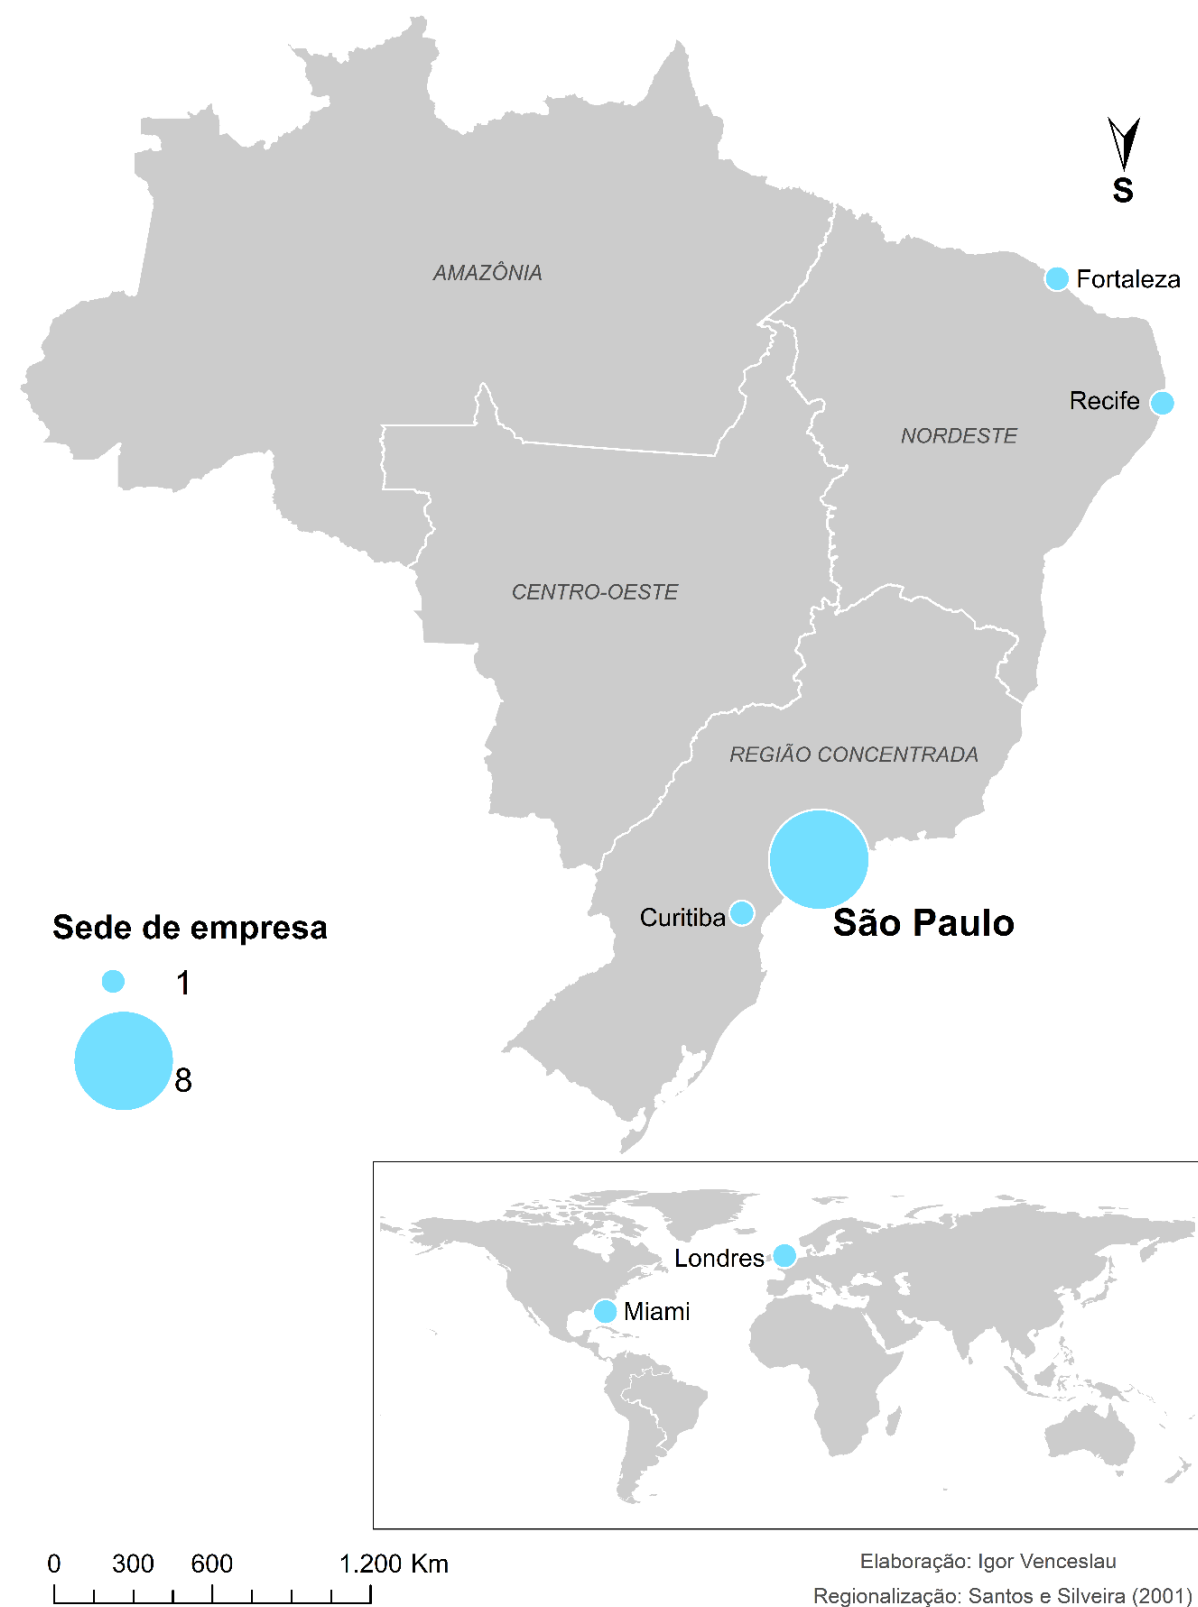 S
Fortaleza
Recife
AMAZÔNIA
NORDESTE
CENTRO-OESTE
REGIÃO CONCENTRADA
Curitiba
São Paulo
Sede de empresa
1
8
Londres
Miami
0 300 600 1.200 Km
Elaboração: Igor Venceslau
Regionalização: Santos e Silveira (2001)